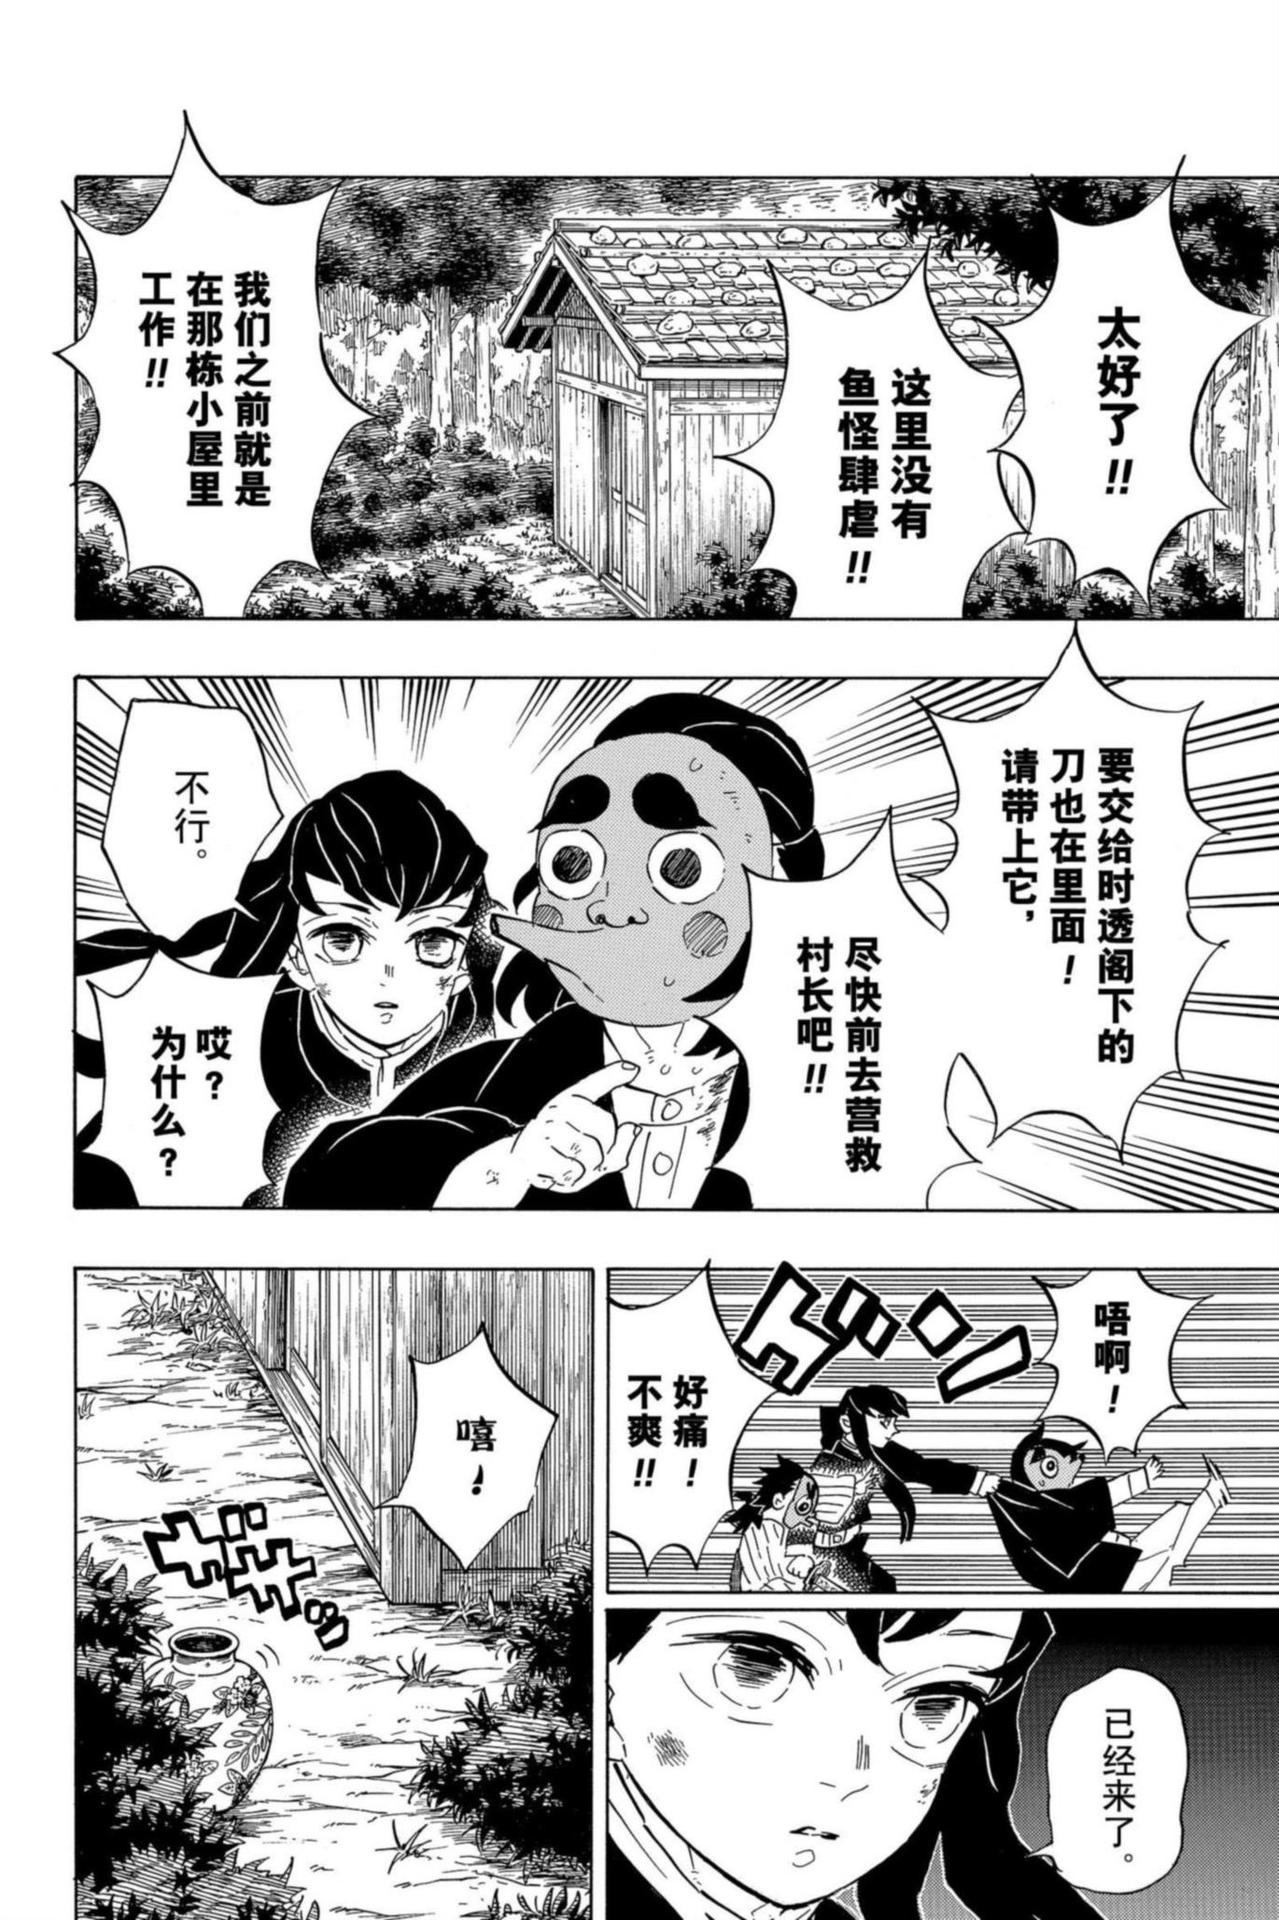 太好了!!
这里没有
鱼怪肆虐!!
我们之前就是
在那栋小屋里
工作!!
要交给时透阁下的
刀也在里面!
请带上它，
尽快前去营救
村长吧!!
不行。
哎?
为什么?
唔
啊!
グンッ
好痛!
不爽!!
已经来了。
嘻!